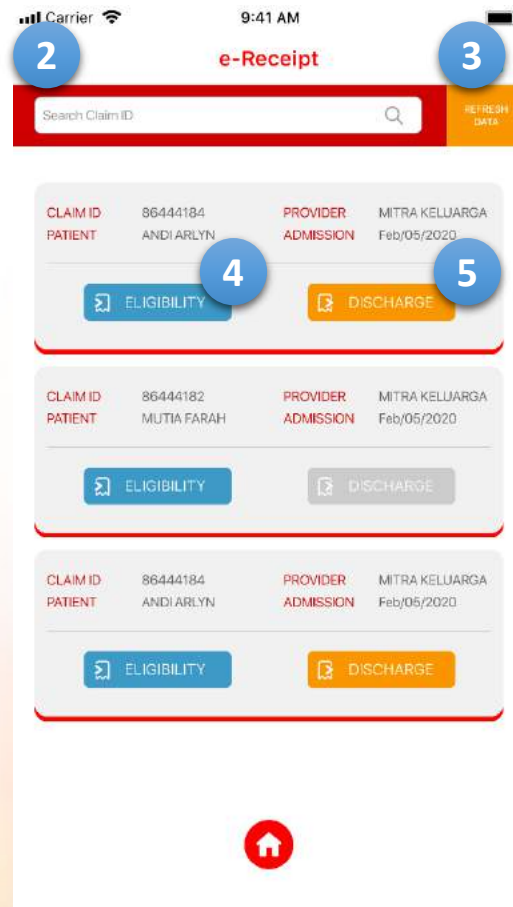 Carrier 9:41 AM
2 e-Receipt 3
Search Claim ID REFRESH
DATA
CLAIM ID 86444184 PROVIDER MITRA KELUARGA
PATIENT ANDI ARLYN ADMISSION Feb/05/2020
4 5
ELIGIBILITY DISCHARGE
CLAIM ID 86444182 PROVIDER MITRA KELUARGA
PATIENT MUTIA FARAH ADMISSION Feb/05/2020
ELIGIBILITY DISCHARGE
CLAIM ID 86444184 PROVIDER MITRA KELUARGA
PATIENT ANDI ARLYN ADMISSION Feb/05/2020
ELIGIBILITY DISCHARGE